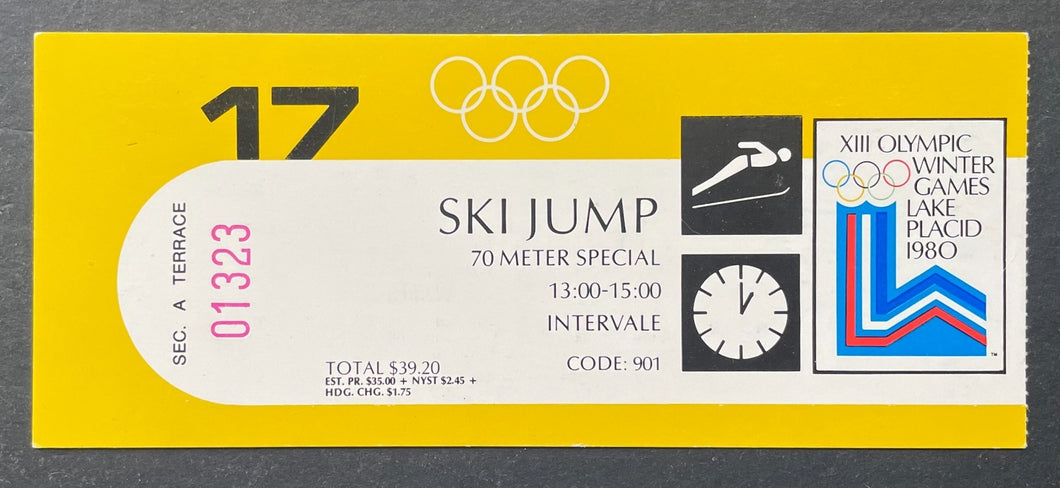 17
SEC. A TERRACE
01323
SKI JUMP
70 METER SPECIAL
13:00-15:00
INTERVALE
CODE: 901
TOTAL $39.20
EST. PR. $35.00 + NYST $2.45 +
HDG. CHG. $1.75
XIII OLYMPIC
WINTER
GAMES
LAKE
PLACID
1980
TM